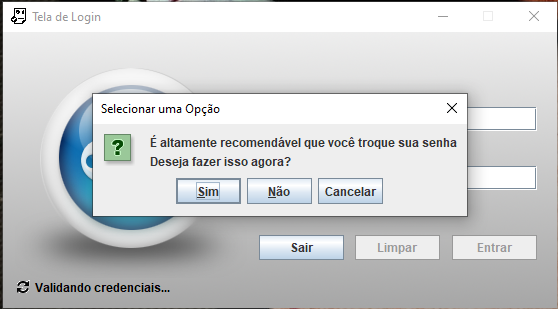 Tela de Login
Selecionar uma Opção
?
É altamente recomendável que você troque sua senha
Deseja fazer isso agora?
Sim Não Cancelar
Sair Limpar Entrar
Validando credenciais...